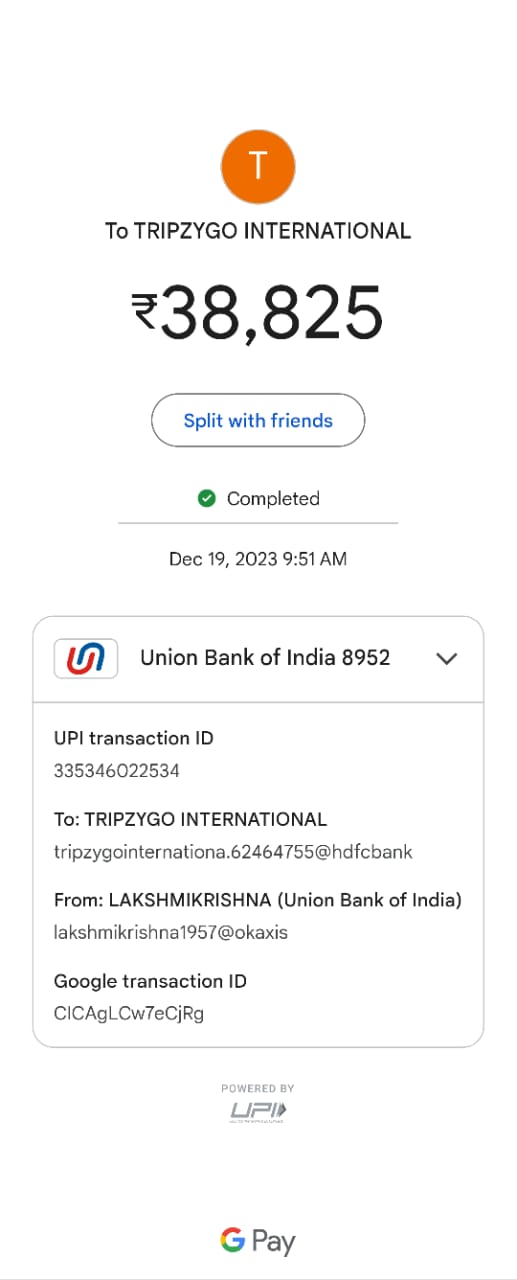 T
To TRIPZYGO INTERNATIONAL
₹38,825
Split with friends
Completed
Dec 19, 2023 9:51 AM
Union Bank of India 8952
UPI transaction ID
335346022534
To: TRIPZYGO INTERNATIONAL
tripzygointernationa.62464755@hdfcbank
From: LAKSHMIKRISHNA (Union Bank of India)
lakshmikrishna1957@okaxis
Google transaction ID
CICAgLCw7eCjRg
POWERED BY
UPI
G Pay